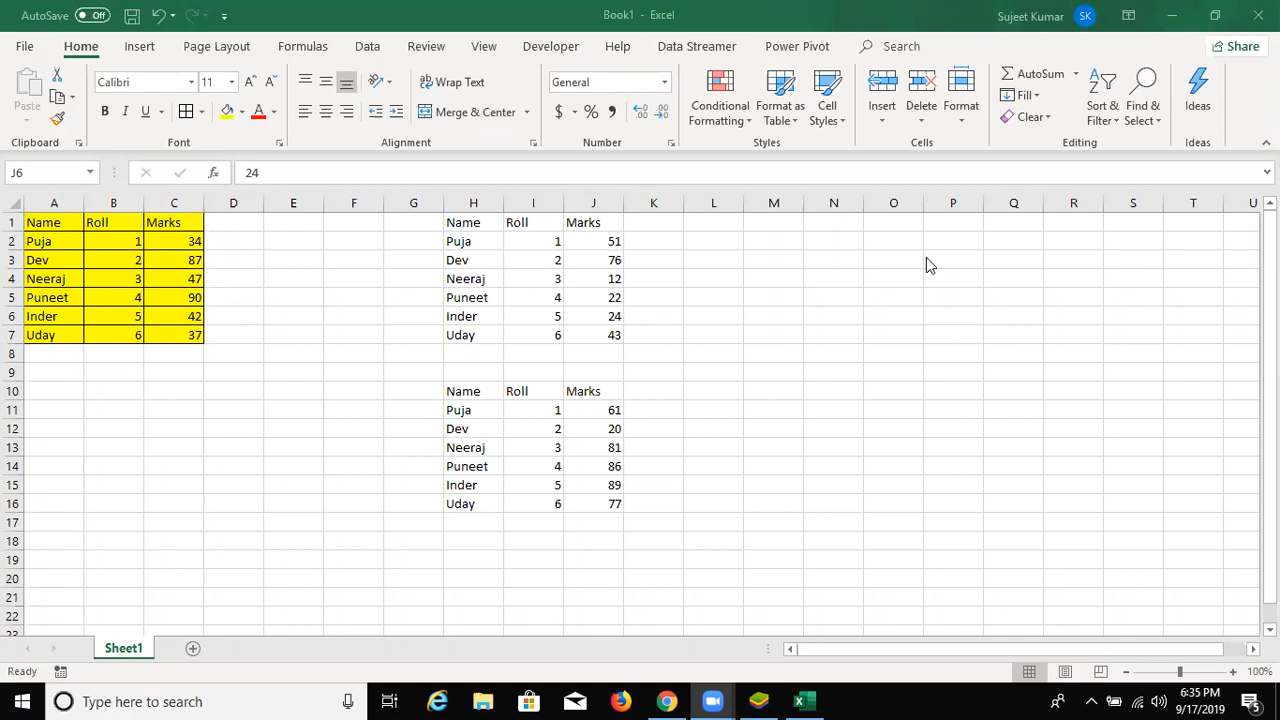 AutoSave Off Book1 - Excel Sujeet Kumar SK
File Home Insert Page Layout Formulas Data Review View Developer Help Data Streamer Power Pivot Search Share
Paste Calibri 11 Wrap Text General Conditional Formatting Format as Table Cell Styles Insert Delete Format AutoSum Sort & Filter Find & Select Ideas
B I U Merge & Center $ % , Fill
Clear
Clipboard Font Alignment Number Styles Cells Editing Ideas
J6 fx 24
A B C D E F G H I J K L M N O P Q R S T U
1 Name Roll Marks Name Roll Marks
2 Puja 1 34 Puja 1 51
3 Dev 2 87 Dev 2 76
4 Neeraj 3 47 Neeraj 3 12
5 Puneet 4 90 Puneet 4 22
6 Inder 5 42 Inder 5 24
7 Uday 6 37 Uday 6 43
8
9
10 Name Roll Marks
11 Puja 1 61
12 Dev 2 20
13 Neeraj 3 81
14 Puneet 4 86
15 Inder 5 89
16 Uday 6 77
17
18
19
20
21
22
23
Sheet1
Ready 100%
Type here to search 6:35 PM
9/17/2019 5